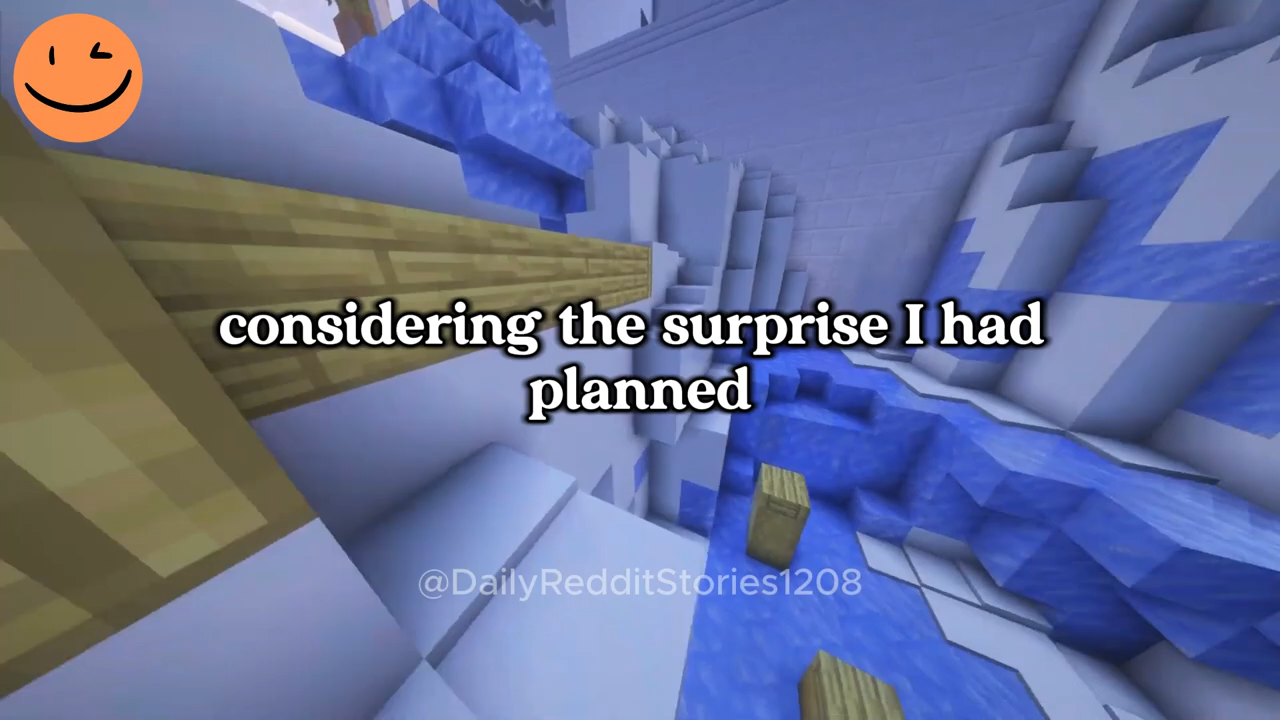 considering the surprise I had
planned
@DailyRedditStories1208